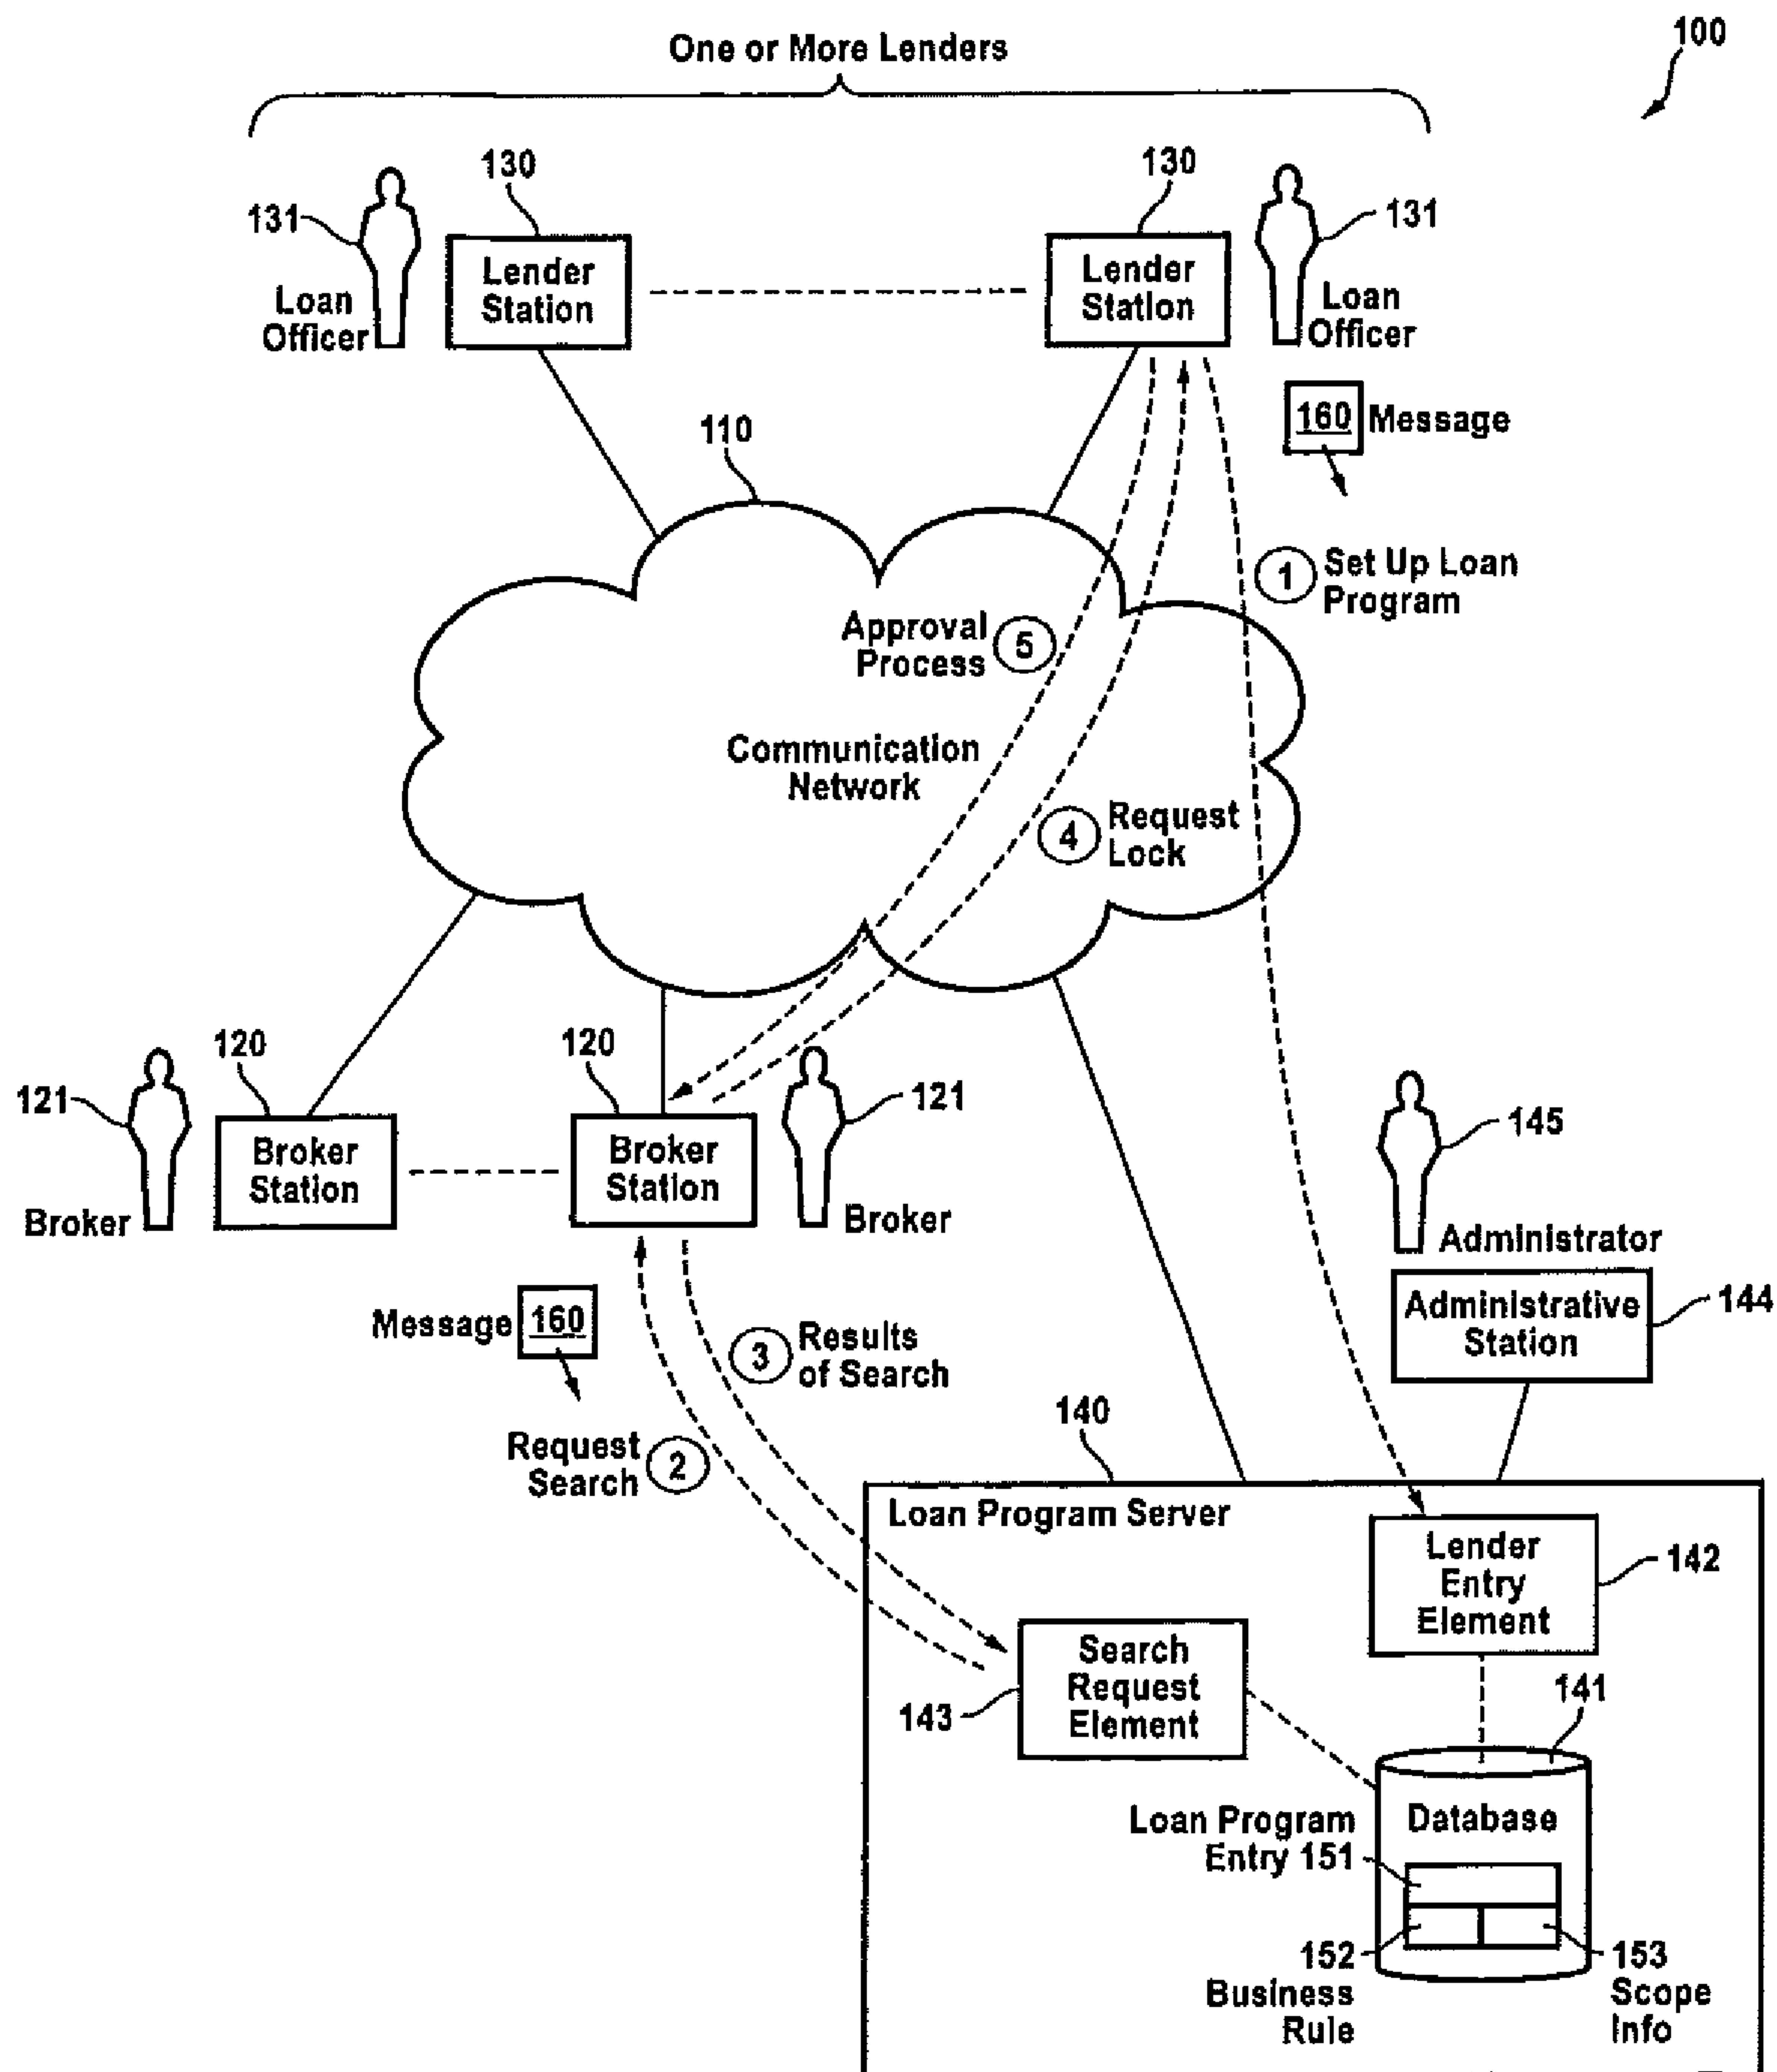 One or More Lenders
100
130
130
131
131
Lender
Station
Lender
Station
Loan
Officer
Loan
Officer
160 Message
110
1 Set Up Loan
Program
Approval
Process 5
Communication
Network
4 Request
Lock
120
120
121
121
145
Broker
Station
Broker
Station
Broker
Broker
Administrator
Administrative
Station
144
Message 160
3 Results
of Search
Request
Search 2
140
Loan Program Server
Lender
Entry
Element
142
Search
Request
Element
143
141
Database
Loan Program
Entry 151
152
Business
Rule
153
Scope
Info